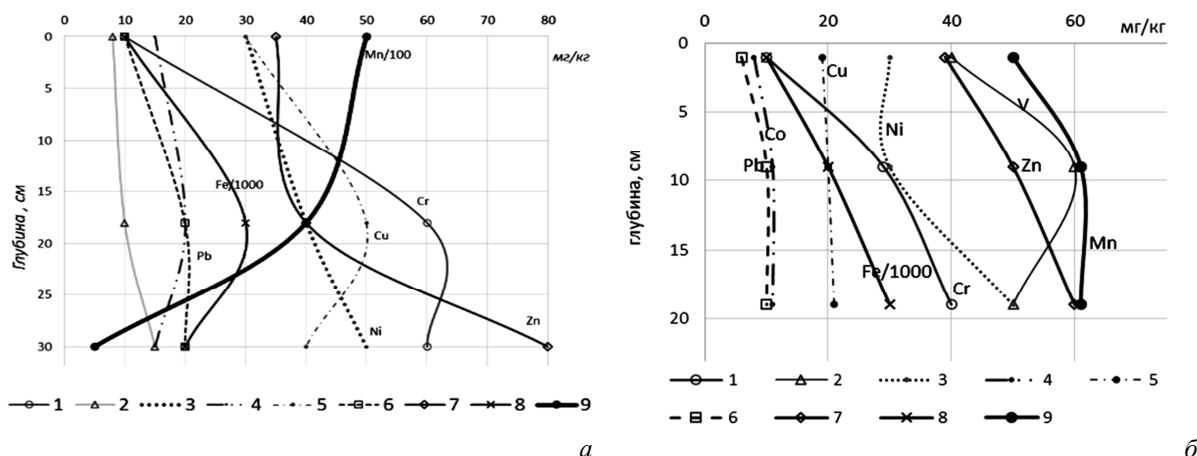 0 10 20 30 40 50 60 70 80
мг/кг
0
5
10
15
20
25
30
Глубина , см
Mn/100
Fe/1000
Cr
Pb
Cu
Ni
Zn
1 2 3 4 5 6 7 8 9
а
0 20 40 60 мг/кг
0
5
10
15
20
глубина, см
Cu
V
Ni
Co
Pb
Zn
Mn
Fe/1000
Cr
1 2 3 4 5
6 7 8 9
б